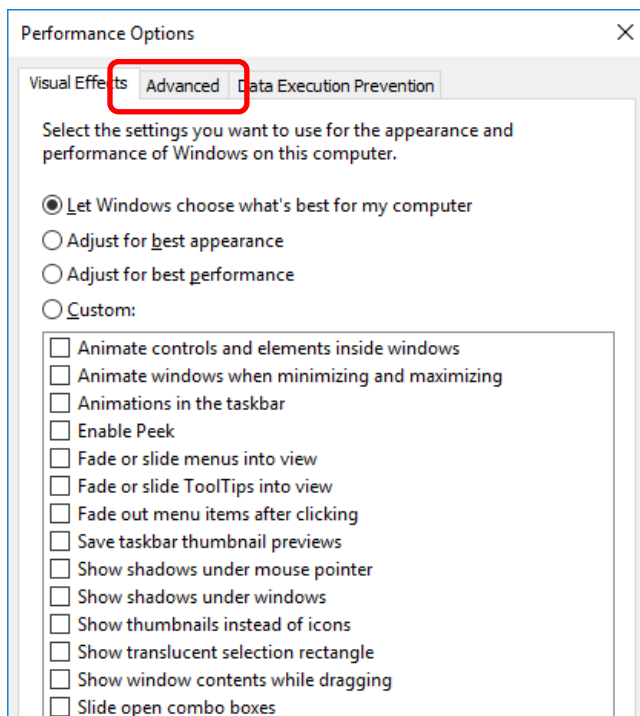 Performance Options
Visual Effects Advanced Data Execution Prevention
Select the settings you want to use for the appearance and
performance of Windows on this computer.
Let Windows choose what's best for my computer
Adjust for best appearance
Adjust for best performance
Custom:
Animate controls and elements inside windows
Animate windows when minimizing and maximizing
Animations in the taskbar
Enable Peek
Fade or slide menus into view
Fade or slide ToolTips into view
Fade out menu items after clicking
Save taskbar thumbnail previews
Show shadows under mouse pointer
Show shadows under windows
Show thumbnails instead of icons
Show translucent selection rectangle
Show window contents while dragging
Slide open combo boxes